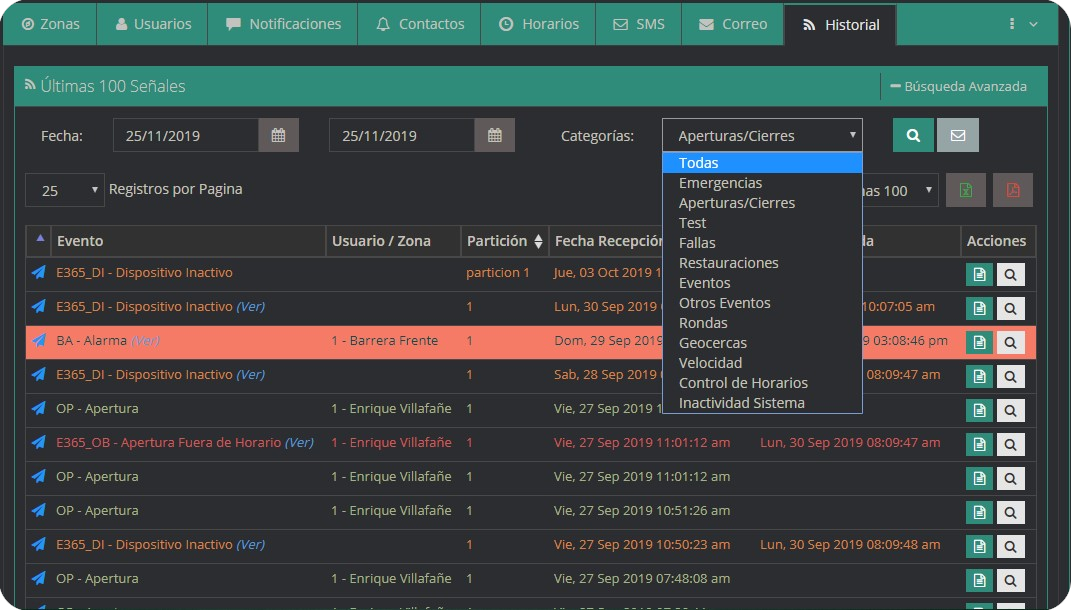 Zonas Usuarios Notificaciones Contactos Horarios SMS Correo Historial
Últimas 100 Señales Búsqueda Avanzada
Fecha: 25/11/2019 25/11/2019 Categorías: Aperturas/Cierres
Todas
Emergencias
Aperturas/Cierres
Test
Fallas
Restauraciones
Eventos
Otros Eventos
Rondas
Geocercas
Velocidad
Control de Horarios
Inactividad Sistema
25 Registros por Pagina 100
Evento Usuario / Zona Partición Fecha Recepción Acciones
E365_DI - Dispositivo Inactivo particion 1 Jue, 03 Oct 2019 1
E365_DI - Dispositivo Inactivo (Ver) 1 Lun, 30 Sep 2019 10:07:05 am
BA - Alarma (Ver) 1 - Barrera Frente 1 Dom, 29 Sep 2019 03:08:46 pm
E365_DI - Dispositivo Inactivo (Ver) 1 Sab, 28 Sep 2019 08:09:47 am
OP - Apertura 1 - Enrique Villafañe 1 Vie, 27 Sep 2019 1
E365_OB - Apertura Fuera de Horario (Ver) 1 - Enrique Villafañe 1 Vie, 27 Sep 2019 11:01:12 am Lun, 30 Sep 2019 08:09:47 am
OP - Apertura 1 - Enrique Villafañe 1 Vie, 27 Sep 2019 11:01:12 am
OP - Apertura 1 - Enrique Villafañe 1 Vie, 27 Sep 2019 10:51:26 am
E365_DI - Dispositivo Inactivo (Ver) 1 Vie, 27 Sep 2019 10:50:23 am Lun, 30 Sep 2019 08:09:48 am
OP - Apertura 1 - Enrique Villafañe 1 Vie, 27 Sep 2019 07:48:08 am